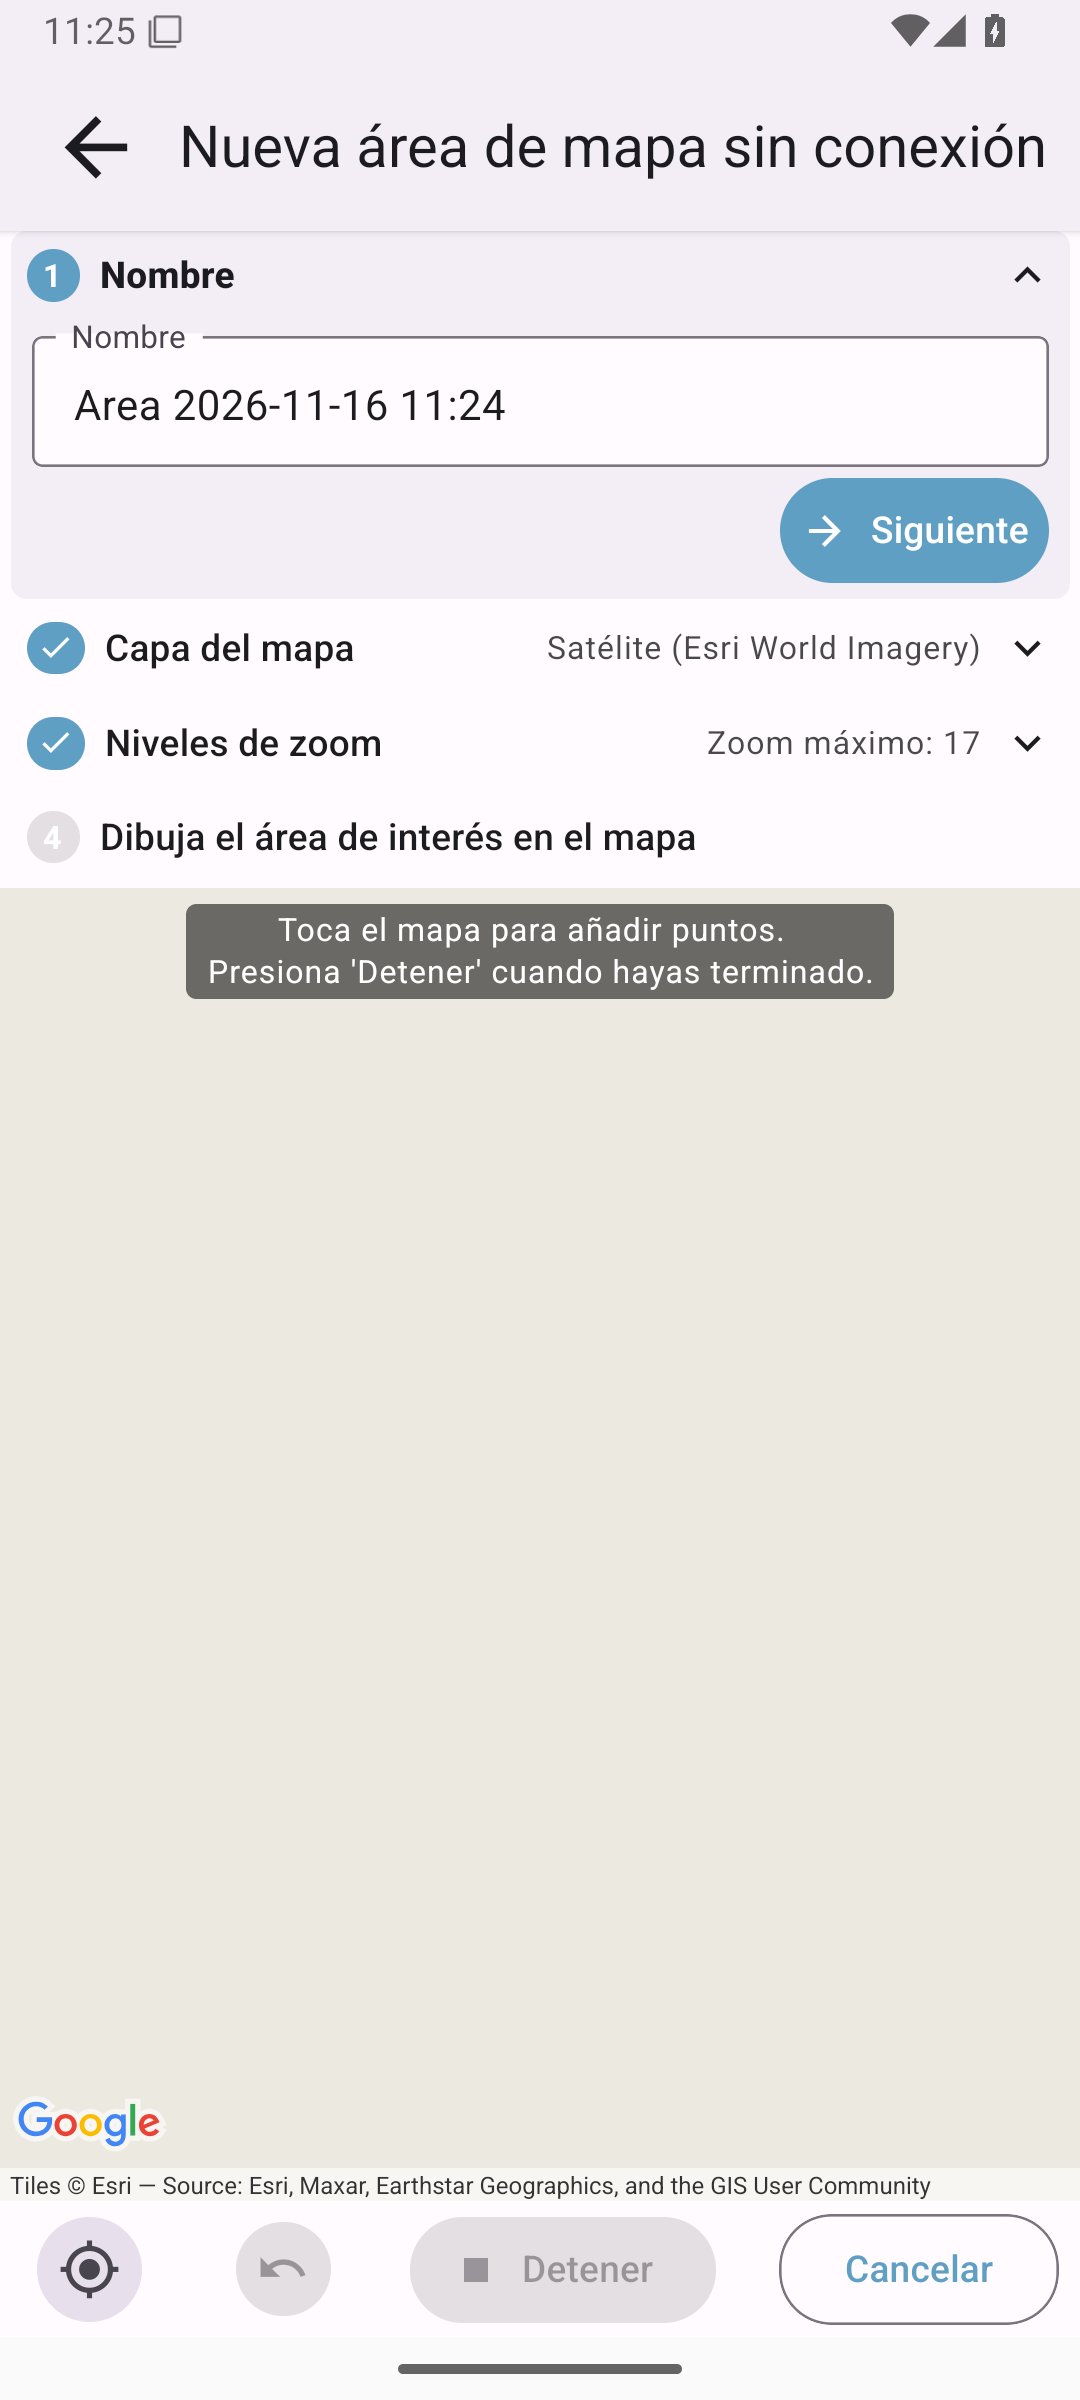 11:25
Nueva área de mapa sin conexión
1 Nombre
Nombre
Area 2026-11-16 11:24
Siguiente
Capa del mapa Satélite (Esri World Imagery)
Niveles de zoom Zoom máximo: 17
4 Dibuja el área de interés en el mapa
Toca el mapa para añadir puntos.
Presiona 'Detener' cuando hayas terminado.
Google
Tiles © Esri — Source: Esri, Maxar, Earthstar Geographics, and the GIS User Community
Detener Cancelar